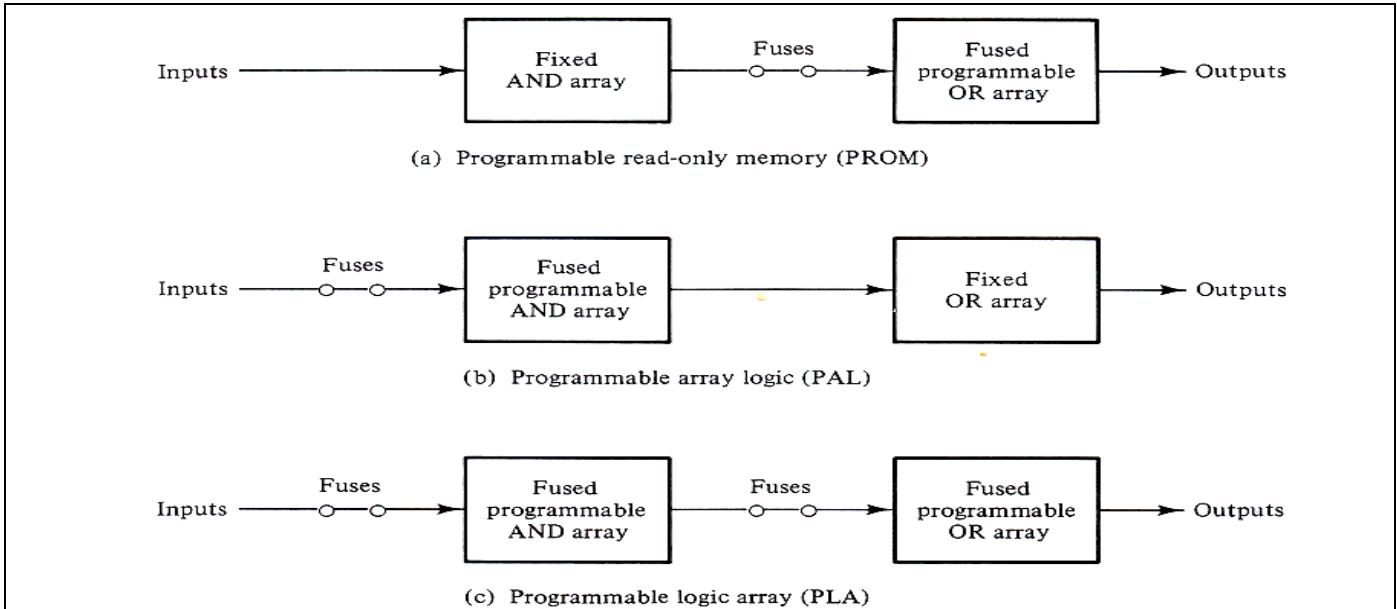 Inputs
Fixed
AND array
Fuses
Fused
programmable
OR array
Outputs
(a) Programmable read-only memory (PROM)
Inputs
Fuses
Fused
programmable
AND array
Fixed
OR array
Outputs
(b) Programmable array logic (PAL)
Inputs
Fuses
Fused
programmable
AND array
Fuses
Fused
programmable
OR array
Outputs
(c) Programmable logic array (PLA)